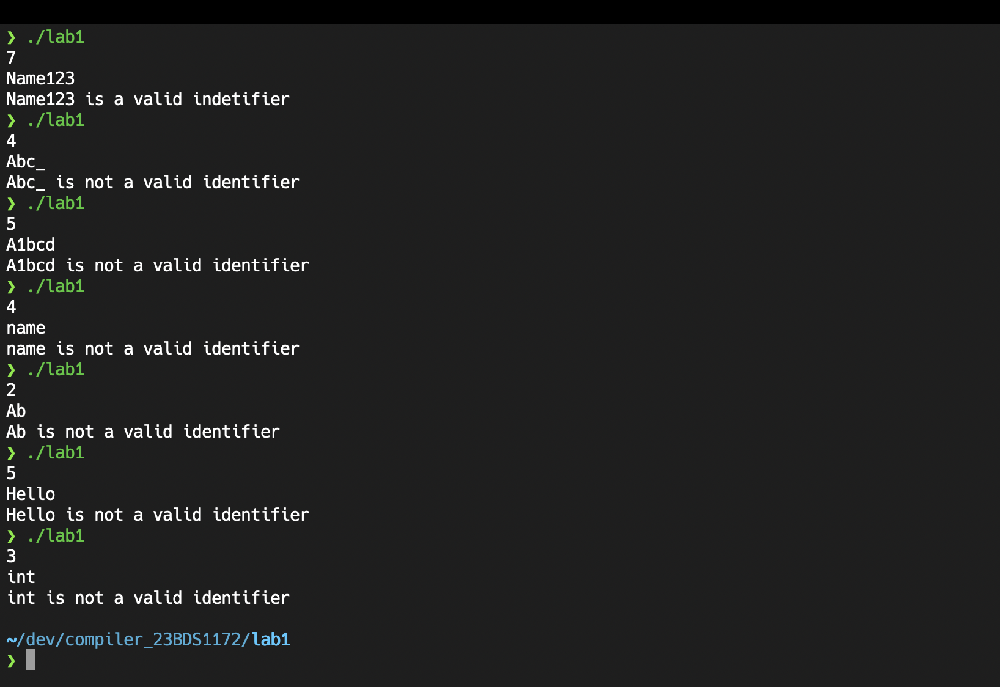 ❯ ./lab1
7
Name123
Name123 is a valid indetifier
❯ ./lab1
4
Abc_
Abc_ is not a valid identifier
❯ ./lab1
5
A1bcd
A1bcd is not a valid identifier
❯ ./lab1
4
name
name is not a valid identifier
❯ ./lab1
2
Ab
Ab is not a valid identifier
❯ ./lab1
5
Hello
Hello is not a valid identifier
❯ ./lab1
3
int
int is not a valid identifier
~/dev/compiler_23BDS1172/lab1
❯